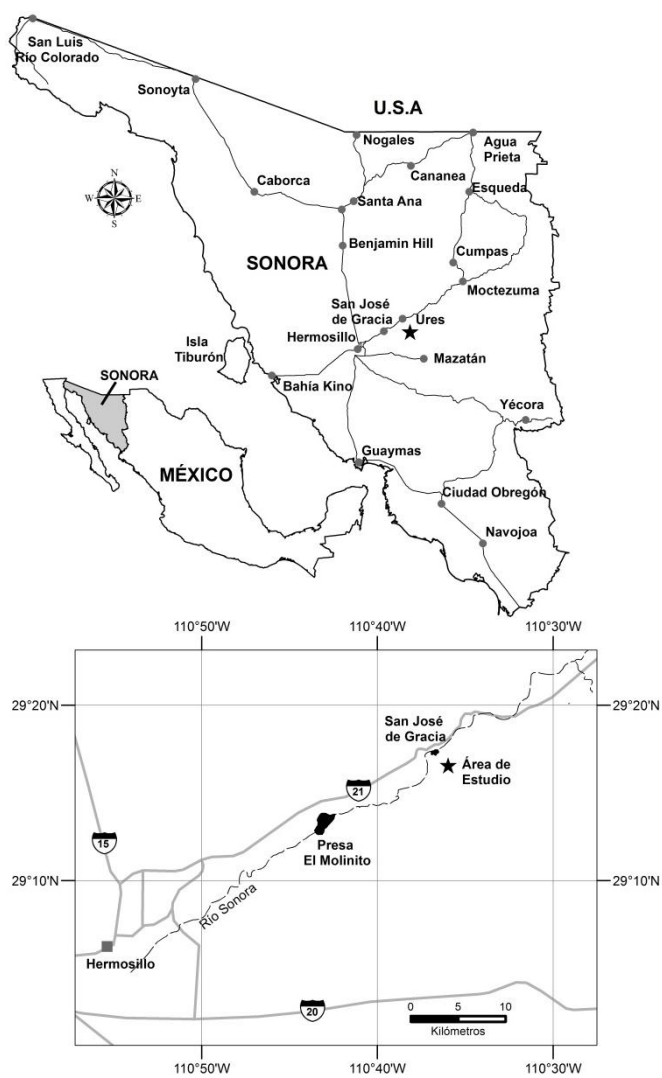 San Luis
Río Colorado
Sonoyta
U.S.A
Nogales
Agua
Prieta
Cananea
Caborca
Esqueda
Santa Ana
N
W
E
S
Benjamin Hill
Cumpas
SONORA
Moctezuma
San José
de Gracia
Ures
Hermosillo
Isla
Tiburón
Mazatán
SONORA
Bahía Kino
Yécora
Guaymas
MÉXICO
Ciudad Obregón
Navojoa
110°50'W
110°40'W
110°30'W
29°20'N
29°20'N
San José
de Gracia
Área de
Estudio
21
15
Presa
El Molinito
29°10'N
29°10'N
Río Sonora
Hermosillo
20
0 5 10
Kilómetros
110°50'W
110°40'W
110°30'W